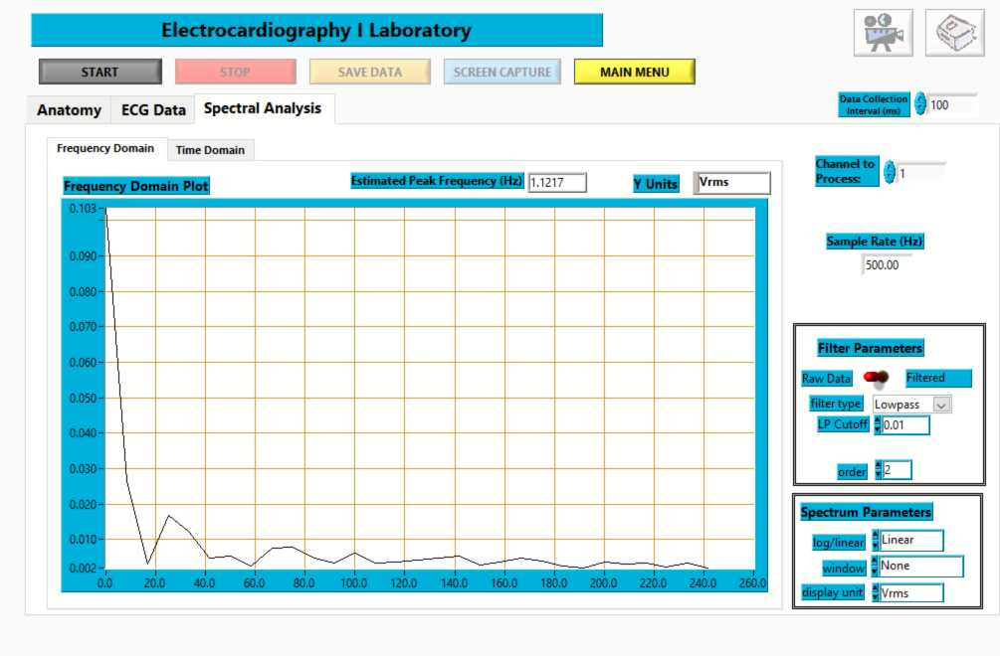 Electrocardiography I Laboratory
START STOP SAVE DATA SCREEN CAPTURE MAIN MENU
Anatomy ECG Data Spectral Analysis
Data Collection
Interval (ms)
100
Frequency Domain Time Domain
Channel to
Process:
1
Frequency Domain Plot
Estimated Peak Frequency (Hz) 1.1217
Y Units Vrms
Sample Rate (Hz)
500.00
0.103
0.090
0.080
0.070
0.060
0.050
0.040
0.030
0.020
0.010
0.002
0.0 20.0 40.0 60.0 80.0 100.0 120.0 140.0 160.0 180.0 200.0 220.0 240.0 260.0
Filter Parameters
Raw Data Filtered
filter type Lowpass
LP Cutoff 0.01
order 2
Spectrum Parameters
log/linear Linear
window None
display unit Vrms